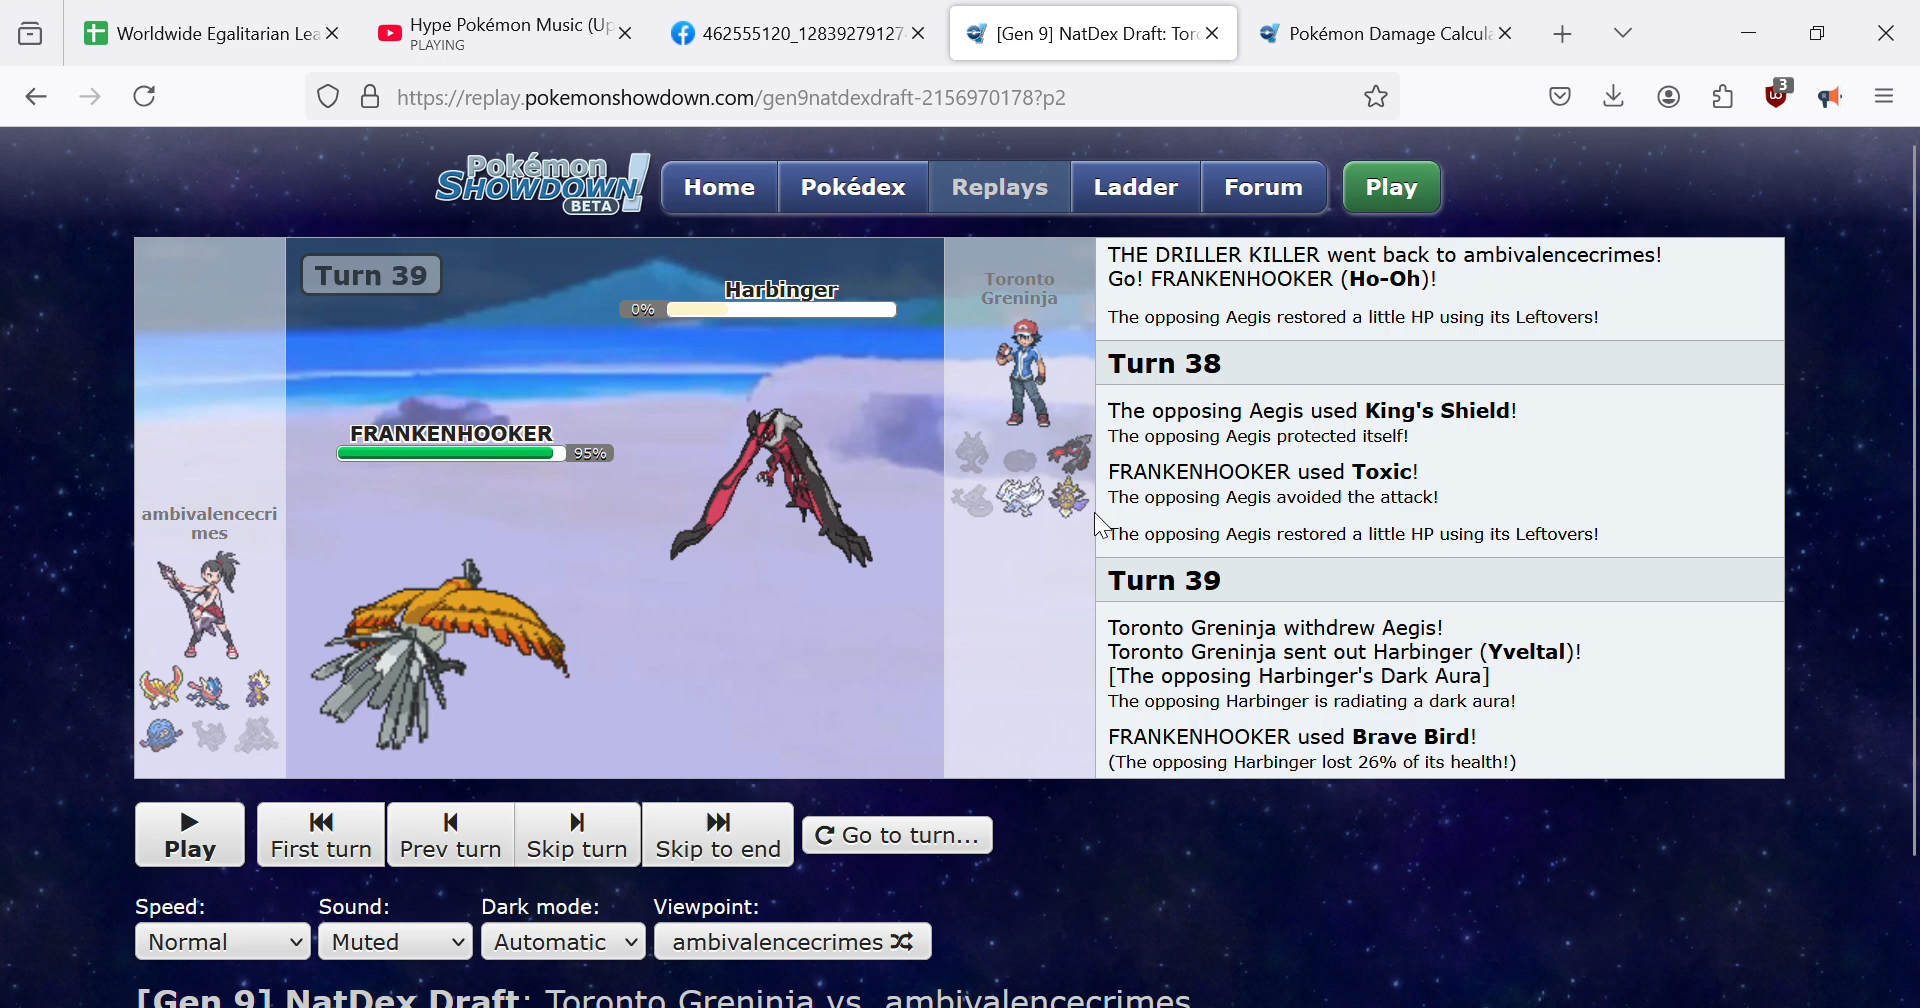 Worldwide Egalitarian Lea
Hype Pokémon Music (Up
PLAYING
462555120_12839279127
[Gen 9] NatDex Draft: Toro
Pokémon Damage Calcula
https://replay.pokemonshowdown.com/gen9natdexdraft-2156970178?p2
3
Pokémon
SHOWDOWN!
BETA
Home
Pokédex
Replays
Ladder
Forum
Play
Turn 39
Harbinger
0%
FRANKENHOOKER
95%
ambivalencecri
mes
Toronto
Greninja
THE DRILLER KILLER went back to ambivalencecrimes!
Go! FRANKENHOOKER (Ho-Oh)!
The opposing Aegis restored a little HP using its Leftovers!
Turn 38
The opposing Aegis used King's Shield!
The opposing Aegis protected itself!
FRANKENHOOKER used Toxic!
The opposing Aegis avoided the attack!
The opposing Aegis restored a little HP using its Leftovers!
Turn 39
Toronto Greninja withdrew Aegis!
Toronto Greninja sent out Harbinger (Yveltal)!
[The opposing Harbinger's Dark Aura]
The opposing Harbinger is radiating a dark aura!
FRANKENHOOKER used Brave Bird!
(The opposing Harbinger lost 26% of its health!)
Play
First turn
Prev turn
Skip turn
Skip to end
Go to turn...
Speed:
Sound:
Dark mode:
Viewpoint:
Normal
Muted
Automatic
ambivalencecrimes
[Gen 9] NatDex Draft: Toronto Greninja vs. ambivalencecrimes